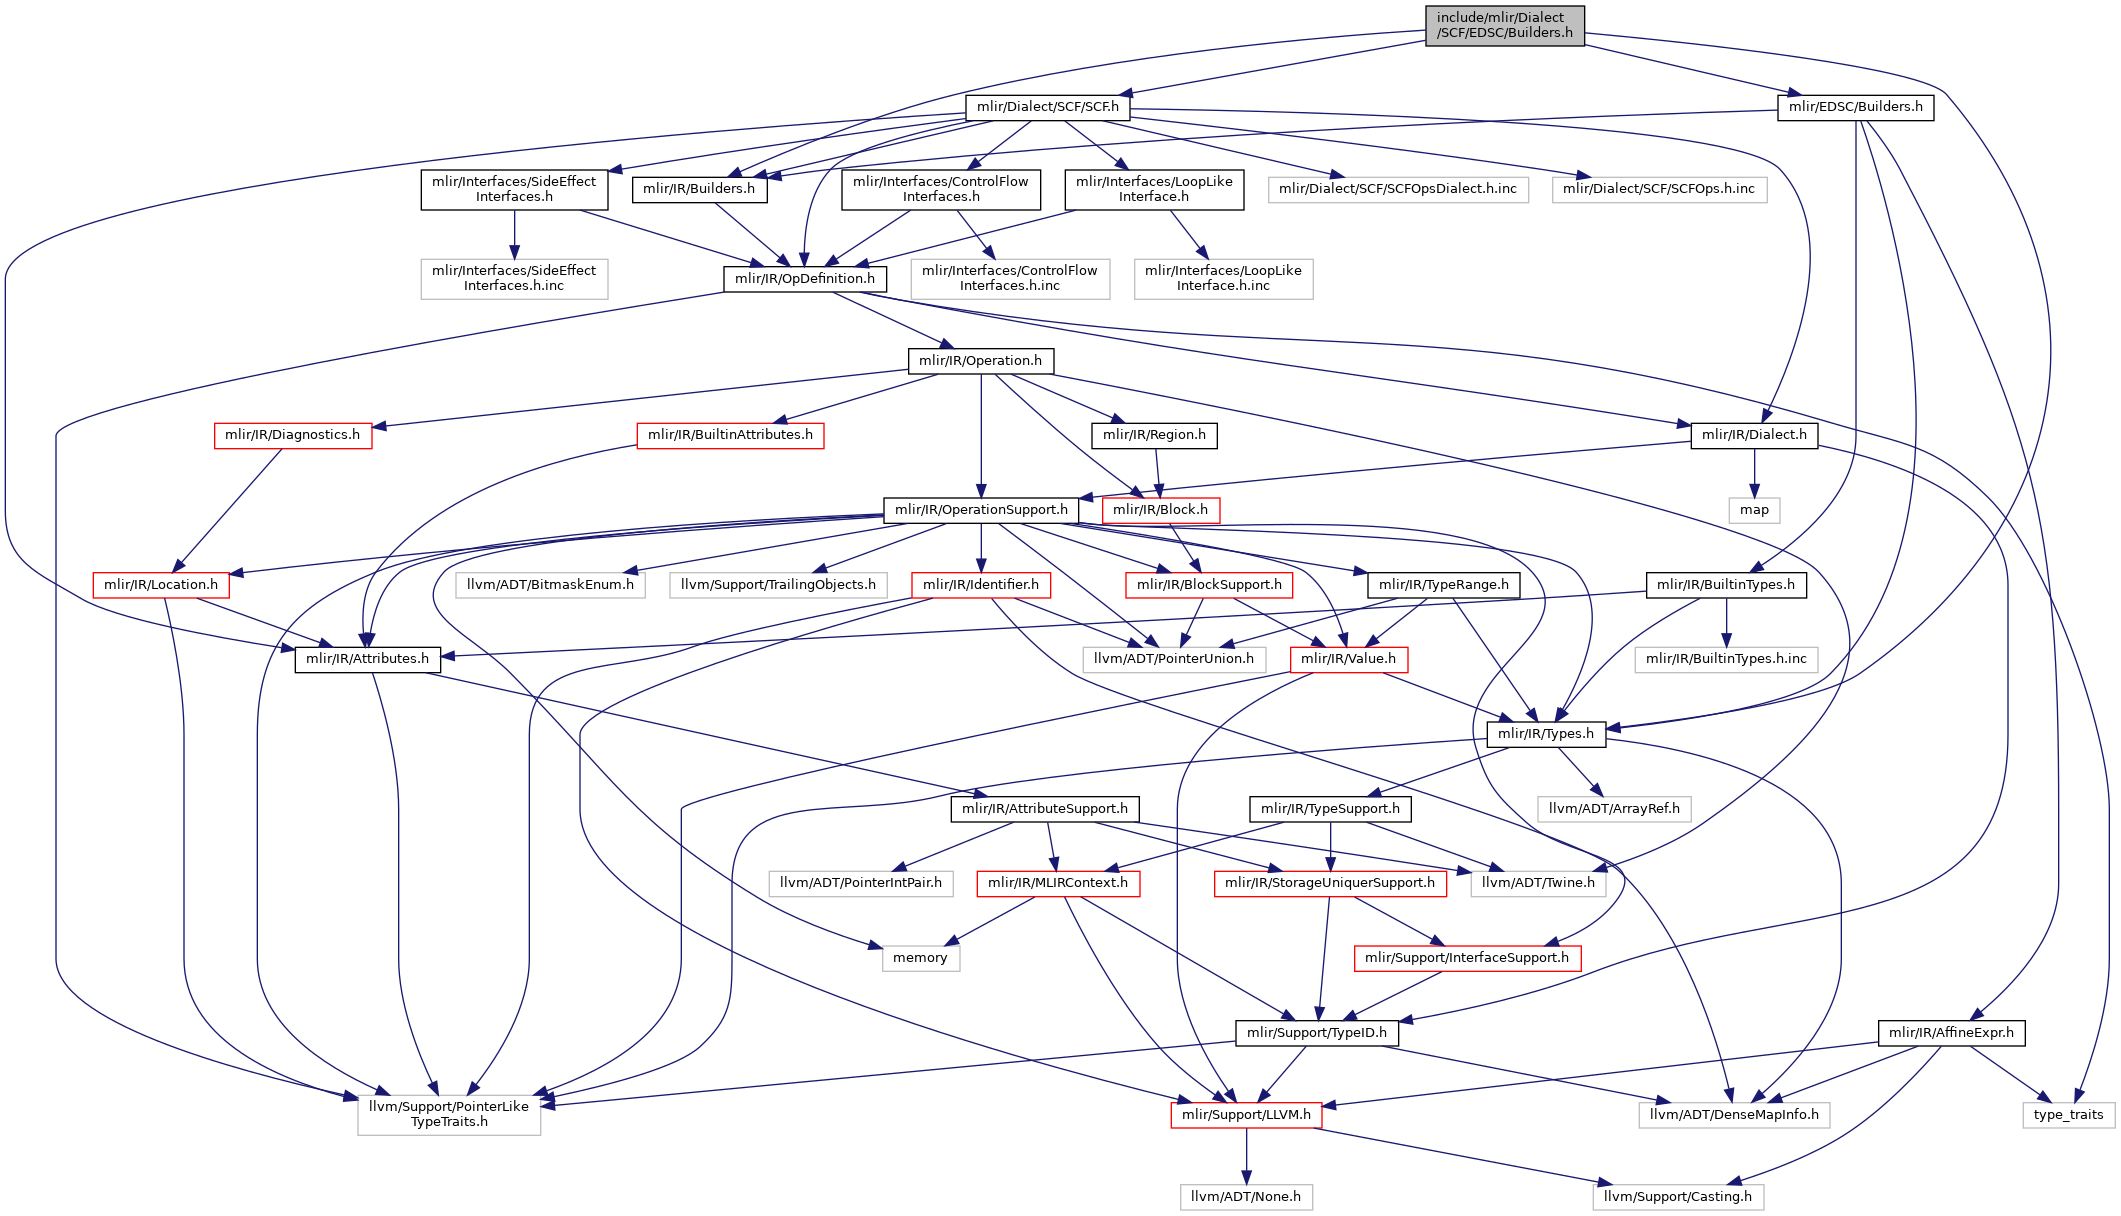 include/mlir/Dialect
/SCF/EDSC/Builders.h
mlir/Dialect/SCF/SCF.h
mlir/EDSC/Builders.h
mlir/Interfaces/SideEffect
Interfaces.h
mlir/IR/Builders.h
mlir/Interfaces/ControlFlow
Interfaces.h
mlir/Interfaces/LoopLike
Interface.h
mlir/Dialect/SCF/SCFOpsDialect.h.inc
mlir/Dialect/SCF/SCFOps.h.inc
mlir/Interfaces/SideEffect
Interfaces.h.inc
mlir/IR/OpDefinition.h
mlir/Interfaces/ControlFlow
Interfaces.h.inc
mlir/Interfaces/LoopLike
Interface.h.inc
mlir/IR/Operation.h
mlir/IR/Diagnostics.h
mlir/IR/BuiltinAttributes.h
mlir/IR/Region.h
mlir/IR/Dialect.h
mlir/IR/OperationSupport.h
mlir/IR/Block.h
map
mlir/IR/Location.h
llvm/ADT/BitmaskEnum.h
llvm/Support/TrailingObjects.h
mlir/IR/Identifier.h
mlir/IR/BlockSupport.h
mlir/IR/TypeRange.h
mlir/IR/BuiltinTypes.h
mlir/IR/Attributes.h
llvm/ADT/PointerUnion.h
mlir/IR/Value.h
mlir/IR/BuiltinTypes.h.inc
mlir/IR/Types.h
mlir/IR/AttributeSupport.h
mlir/IR/TypeSupport.h
llvm/ADT/ArrayRef.h
llvm/ADT/PointerIntPair.h
mlir/IR/MLIRContext.h
mlir/IR/StorageUniquerSupport.h
llvm/ADT/Twine.h
memory
mlir/Support/InterfaceSupport.h
mlir/Support/TypeID.h
mlir/IR/AffineExpr.h
llvm/Support/PointerLike
TypeTraits.h
mlir/Support/LLVM.h
llvm/ADT/DenseMapInfo.h
type_traits
llvm/ADT/None.h
llvm/Support/Casting.h